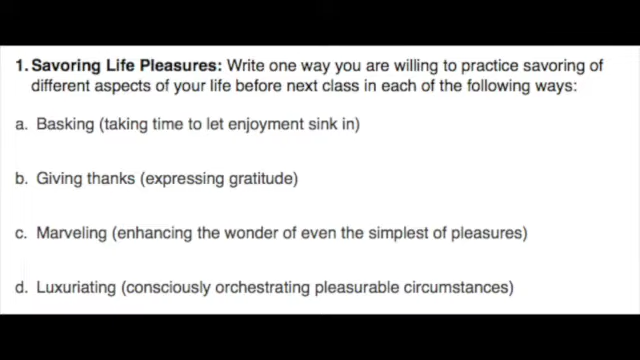 1. Savoring Life Pleasures: Write one way you are willing to practice savoring of
different aspects of your life before next class in each of the following ways:
a. Basking (taking time to let enjoyment sink in)
b. Giving thanks (expressing gratitude)
c. Marveling (enhancing the wonder of even the simplest of pleasures)
d. Luxuriating (consciously orchestrating pleasurable circumstances)